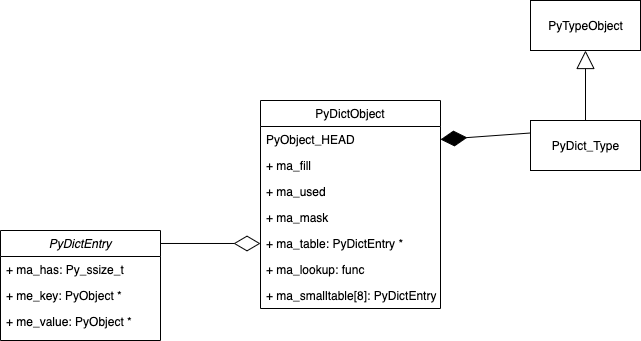 PyTypeObject
PyDictObject
PyObject_HEAD
PyDict_Type
+ ma_fill
+ ma_used
+ ma_mask
+ ma_table: PyDictEntry *
+ ma_lookup: func
+ ma_smalltable[8]: PyDictEntry
PyDictEntry
+ ma_has: Py_ssize_t
+ me_key: PyObject *
+ me_value: PyObject *